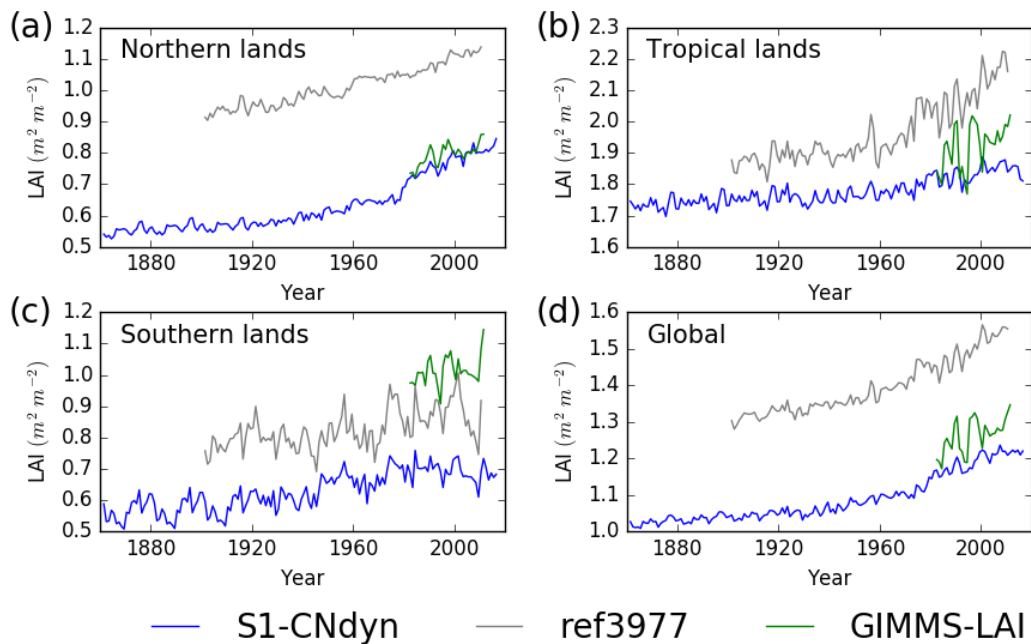 (a)
Northern lands
1.2
1.1
1.0
0.9
0.8
0.7
0.6
0.5
LAI (m² m⁻²)
1880 1920 1960 2000
Year
(b)
Tropical lands
2.3
2.2
2.1
2.0
1.9
1.8
1.7
1.6
LAI (m² m⁻²)
1880 1920 1960 2000
Year
(c)
Southern lands
1.2
1.1
1.0
0.9
0.8
0.7
0.6
0.5
LAI (m² m⁻²)
1880 1920 1960 2000
Year
(d)
Global
1.6
1.5
1.4
1.3
1.2
1.1
1.0
LAI (m² m⁻²)
1880 1920 1960 2000
Year
S1-CNdyn ref3977 GIMMS-LAI